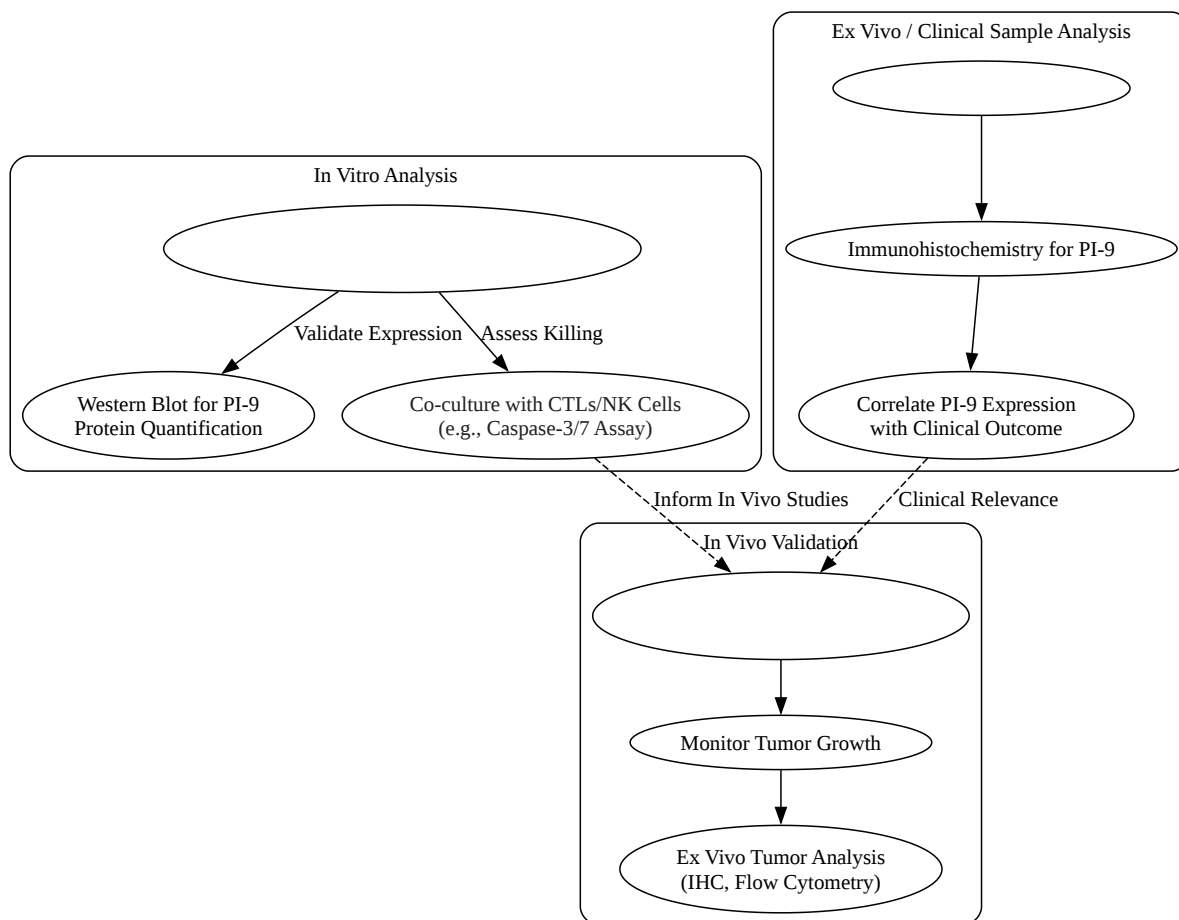 Ex Vivo / Clinical Sample Analysis
In Vitro Analysis
Immunohistochemistry for PI-9
Validate Expression
Assess Killing
Western Blot for PI-9
Protein Quantification
Co-culture with CTLs/NK Cells
(e.g., Caspase-3/7 Assay)
Correlate PI-9 Expression
with Clinical Outcome
Inform In Vivo Studies
Clinical Relevance
In Vivo Validation
Monitor Tumor Growth
Ex Vivo Tumor Analysis
(IHC, Flow Cytometry)